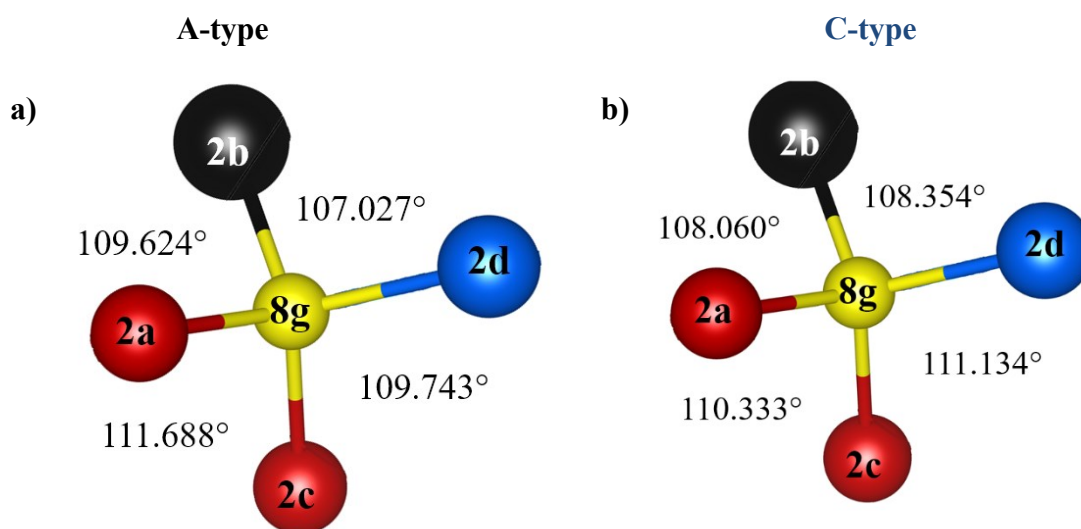 A-type
C-type
a)
2b
107.027°
109.624°
2d
8g
2a
109.743°
111.688°
2c
b)
2b
108.354°
108.060°
2d
8g
2a
111.134°
110.333°
2c